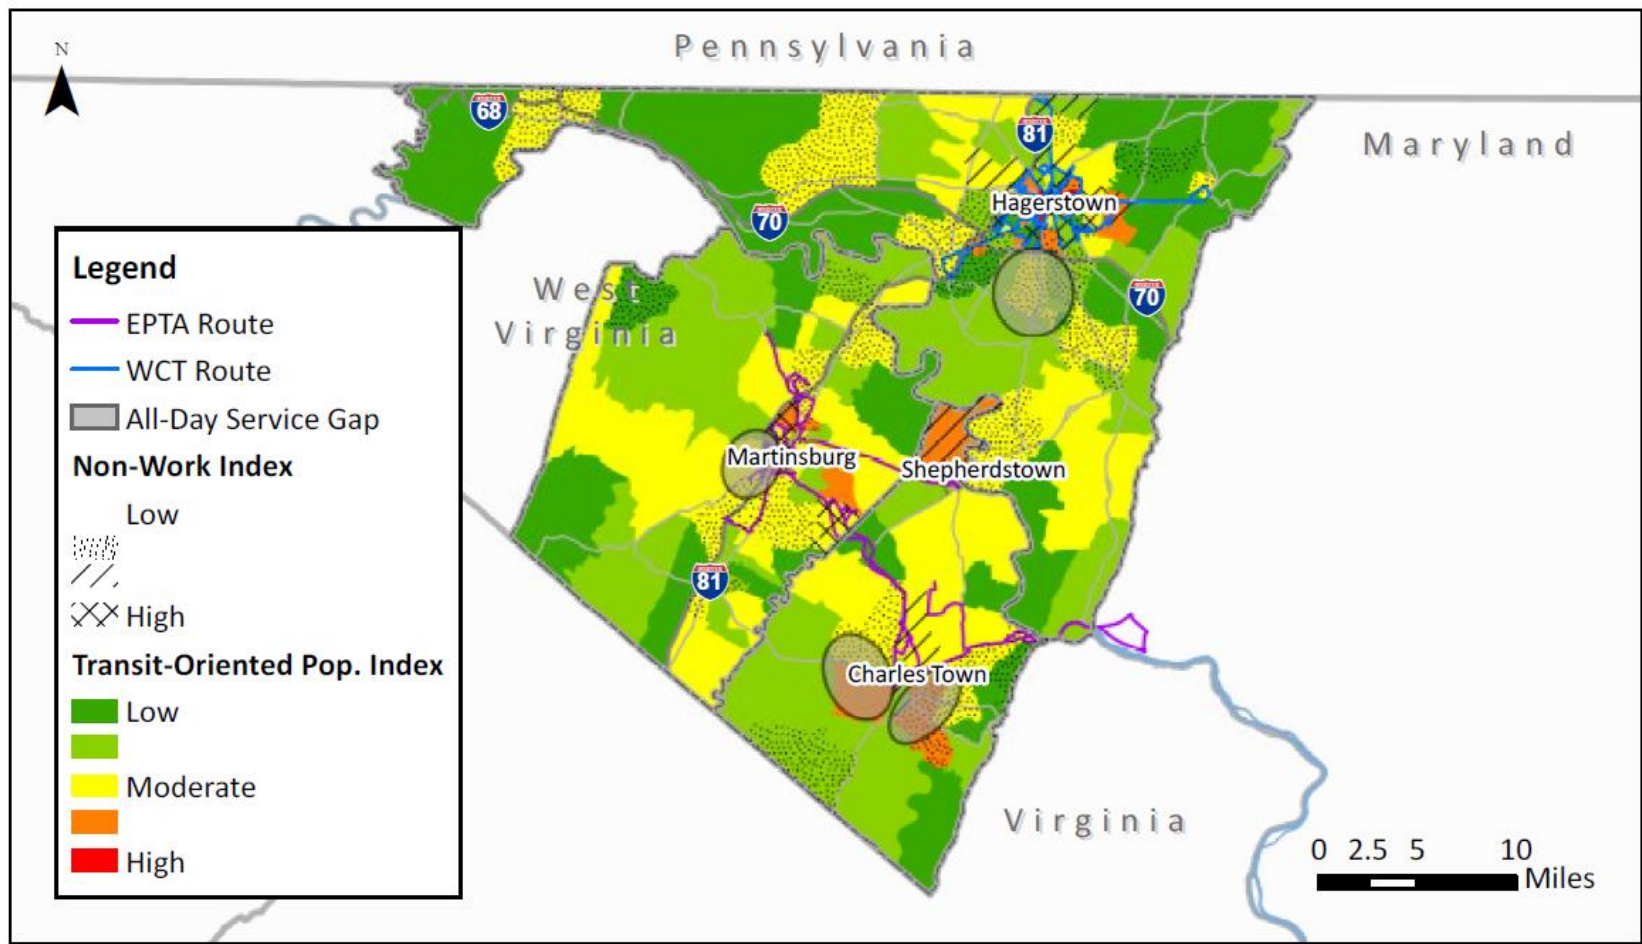 Pennsylvania
N
68
81
Maryland
Hagerstown
70
70
West
Virginia
Legend
EPTA Route
WCT Route
All-Day Service Gap
Non-Work Index
Low
High
Transit-Oriented Pop. Index
Low
Moderate
High
Martinsburg
Shepherdstown
81
Charles Town
Virginia
0 2.5 5 10
Miles